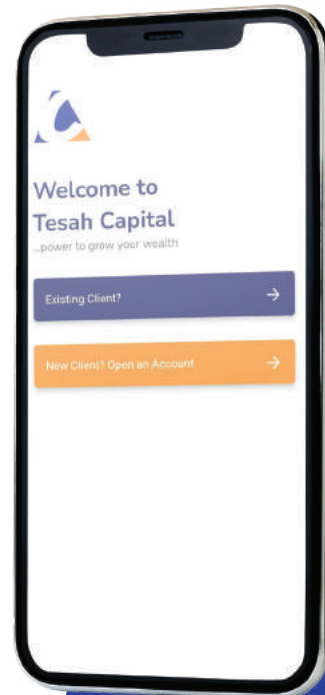 Welcome to
Tesah Capital
...power to grow your wealth
Existing Client?
New Client? Open an Account